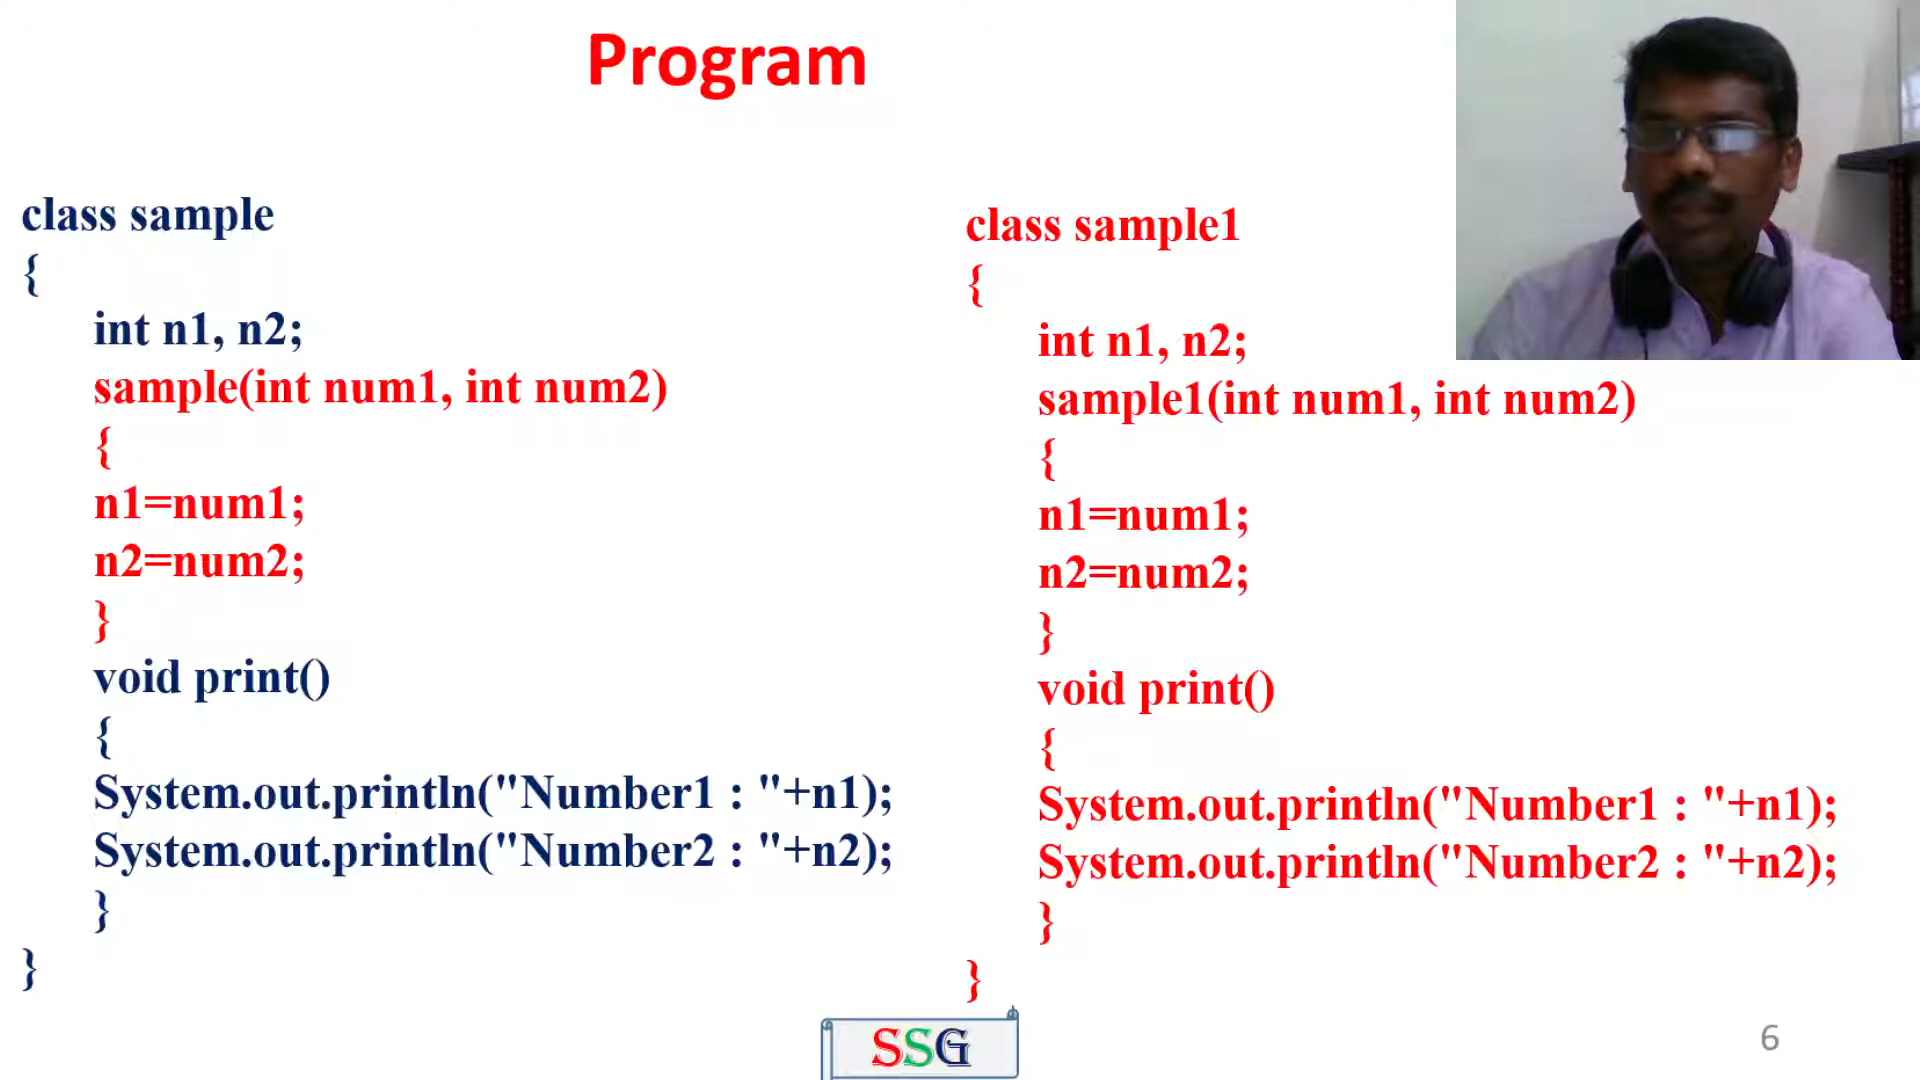 Program
class sample
{
int n1, n2;
sample(int num1, int num2)
{
n1=num1;
n2=num2;
}
void print()
{
System.out.println("Number1 : "+n1);
System.out.println("Number2 : "+n2);
}
}
class sample1
{
int n1, n2;
sample1(int num1, int num2)
{
n1=num1;
n2=num2;
}
void print()
{
System.out.println("Number1 : "+n1);
System.out.println("Number2 : "+n2);
}
}
SSG
6